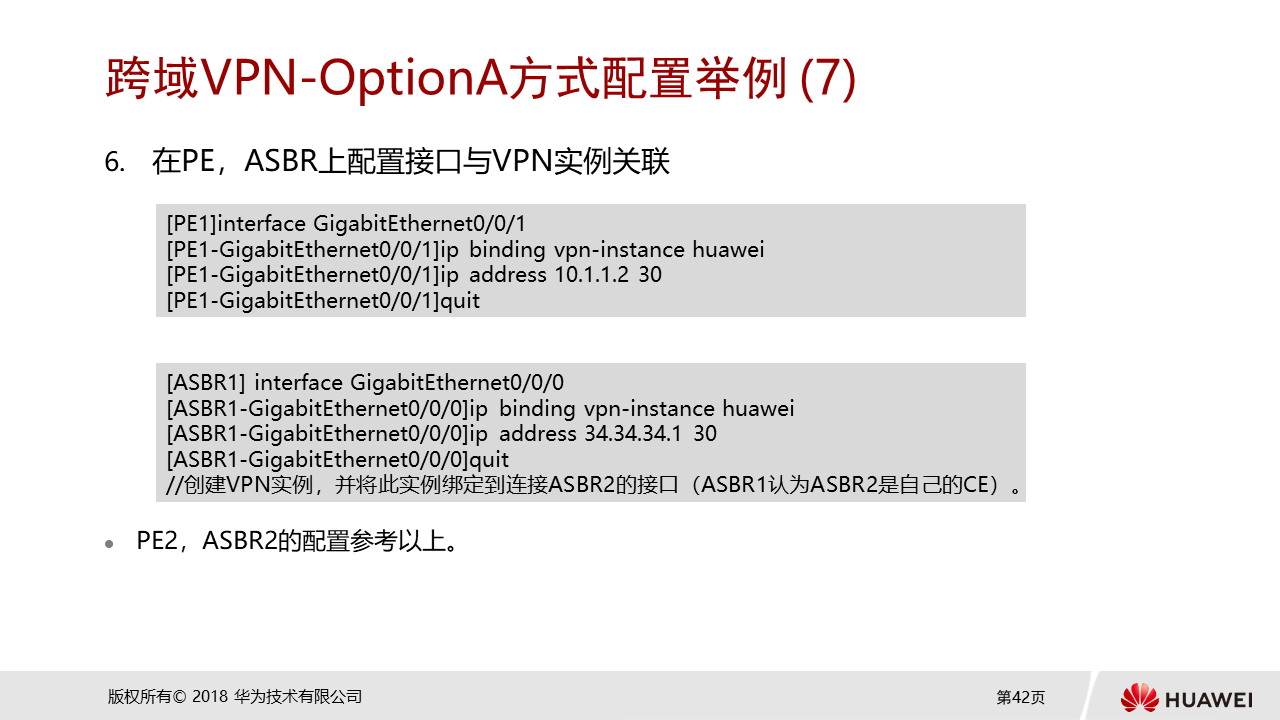 跨域VPN-OptionA方式配置举例 (7)
6. 在PE，ASBR上配置接口与VPN实例关联
[PE1]interface GigabitEthernet0/0/1
[PE1-GigabitEthernet0/0/1]ip binding vpn-instance huawei
[PE1-GigabitEthernet0/0/1]ip address 10.1.1.2 30
[PE1-GigabitEthernet0/0/1]quit
[ASBR1] interface GigabitEthernet0/0/0
[ASBR1-GigabitEthernet0/0/0]ip binding vpn-instance huawei
[ASBR1-GigabitEthernet0/0/0]ip address 34.34.34.1 30
[ASBR1-GigabitEthernet0/0/0]quit
//创建VPN实例，并将此实例绑定到连接ASBR2的接口（ASBR1认为ASBR2是自己的CE）。
● PE2，ASBR2的配置参考以上。
版权所有© 2018 华为技术有限公司
第42页
HUAWEI